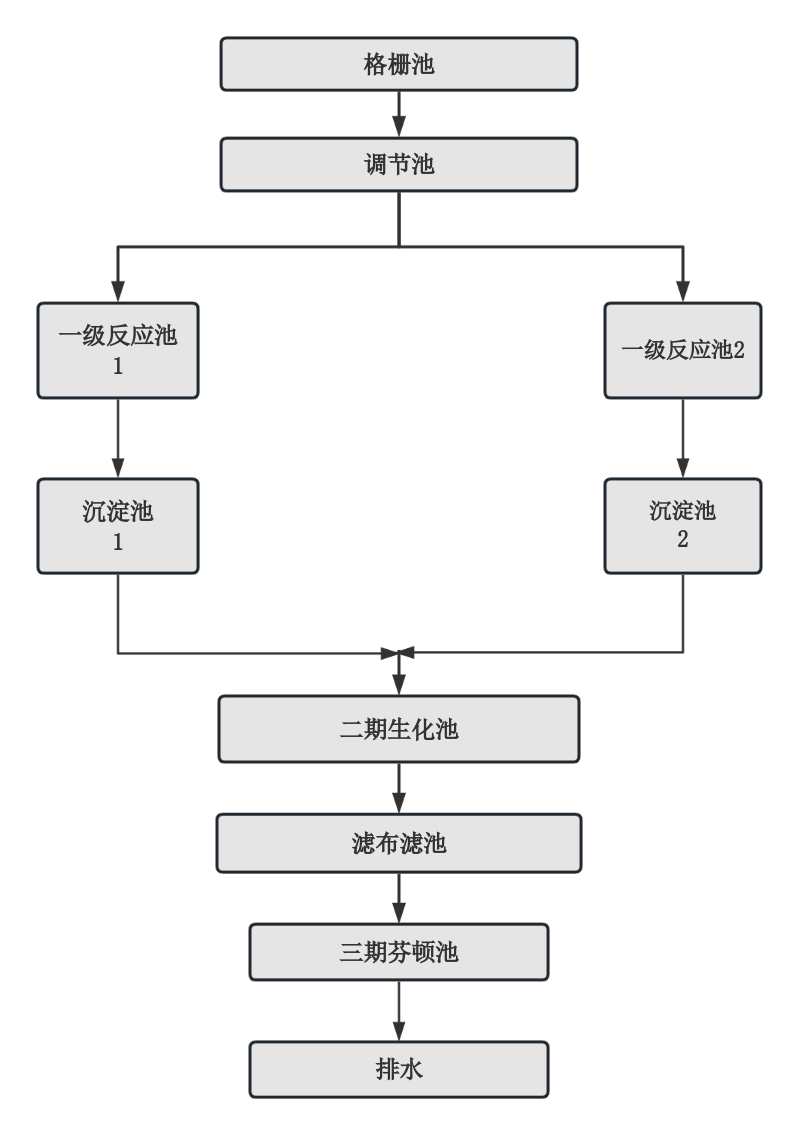 格栅池
调节池
一级反应池
1
一级反应池2
沉淀池
1
沉淀池
2
二期生化池
滤布滤池
三期芬顿池
排水